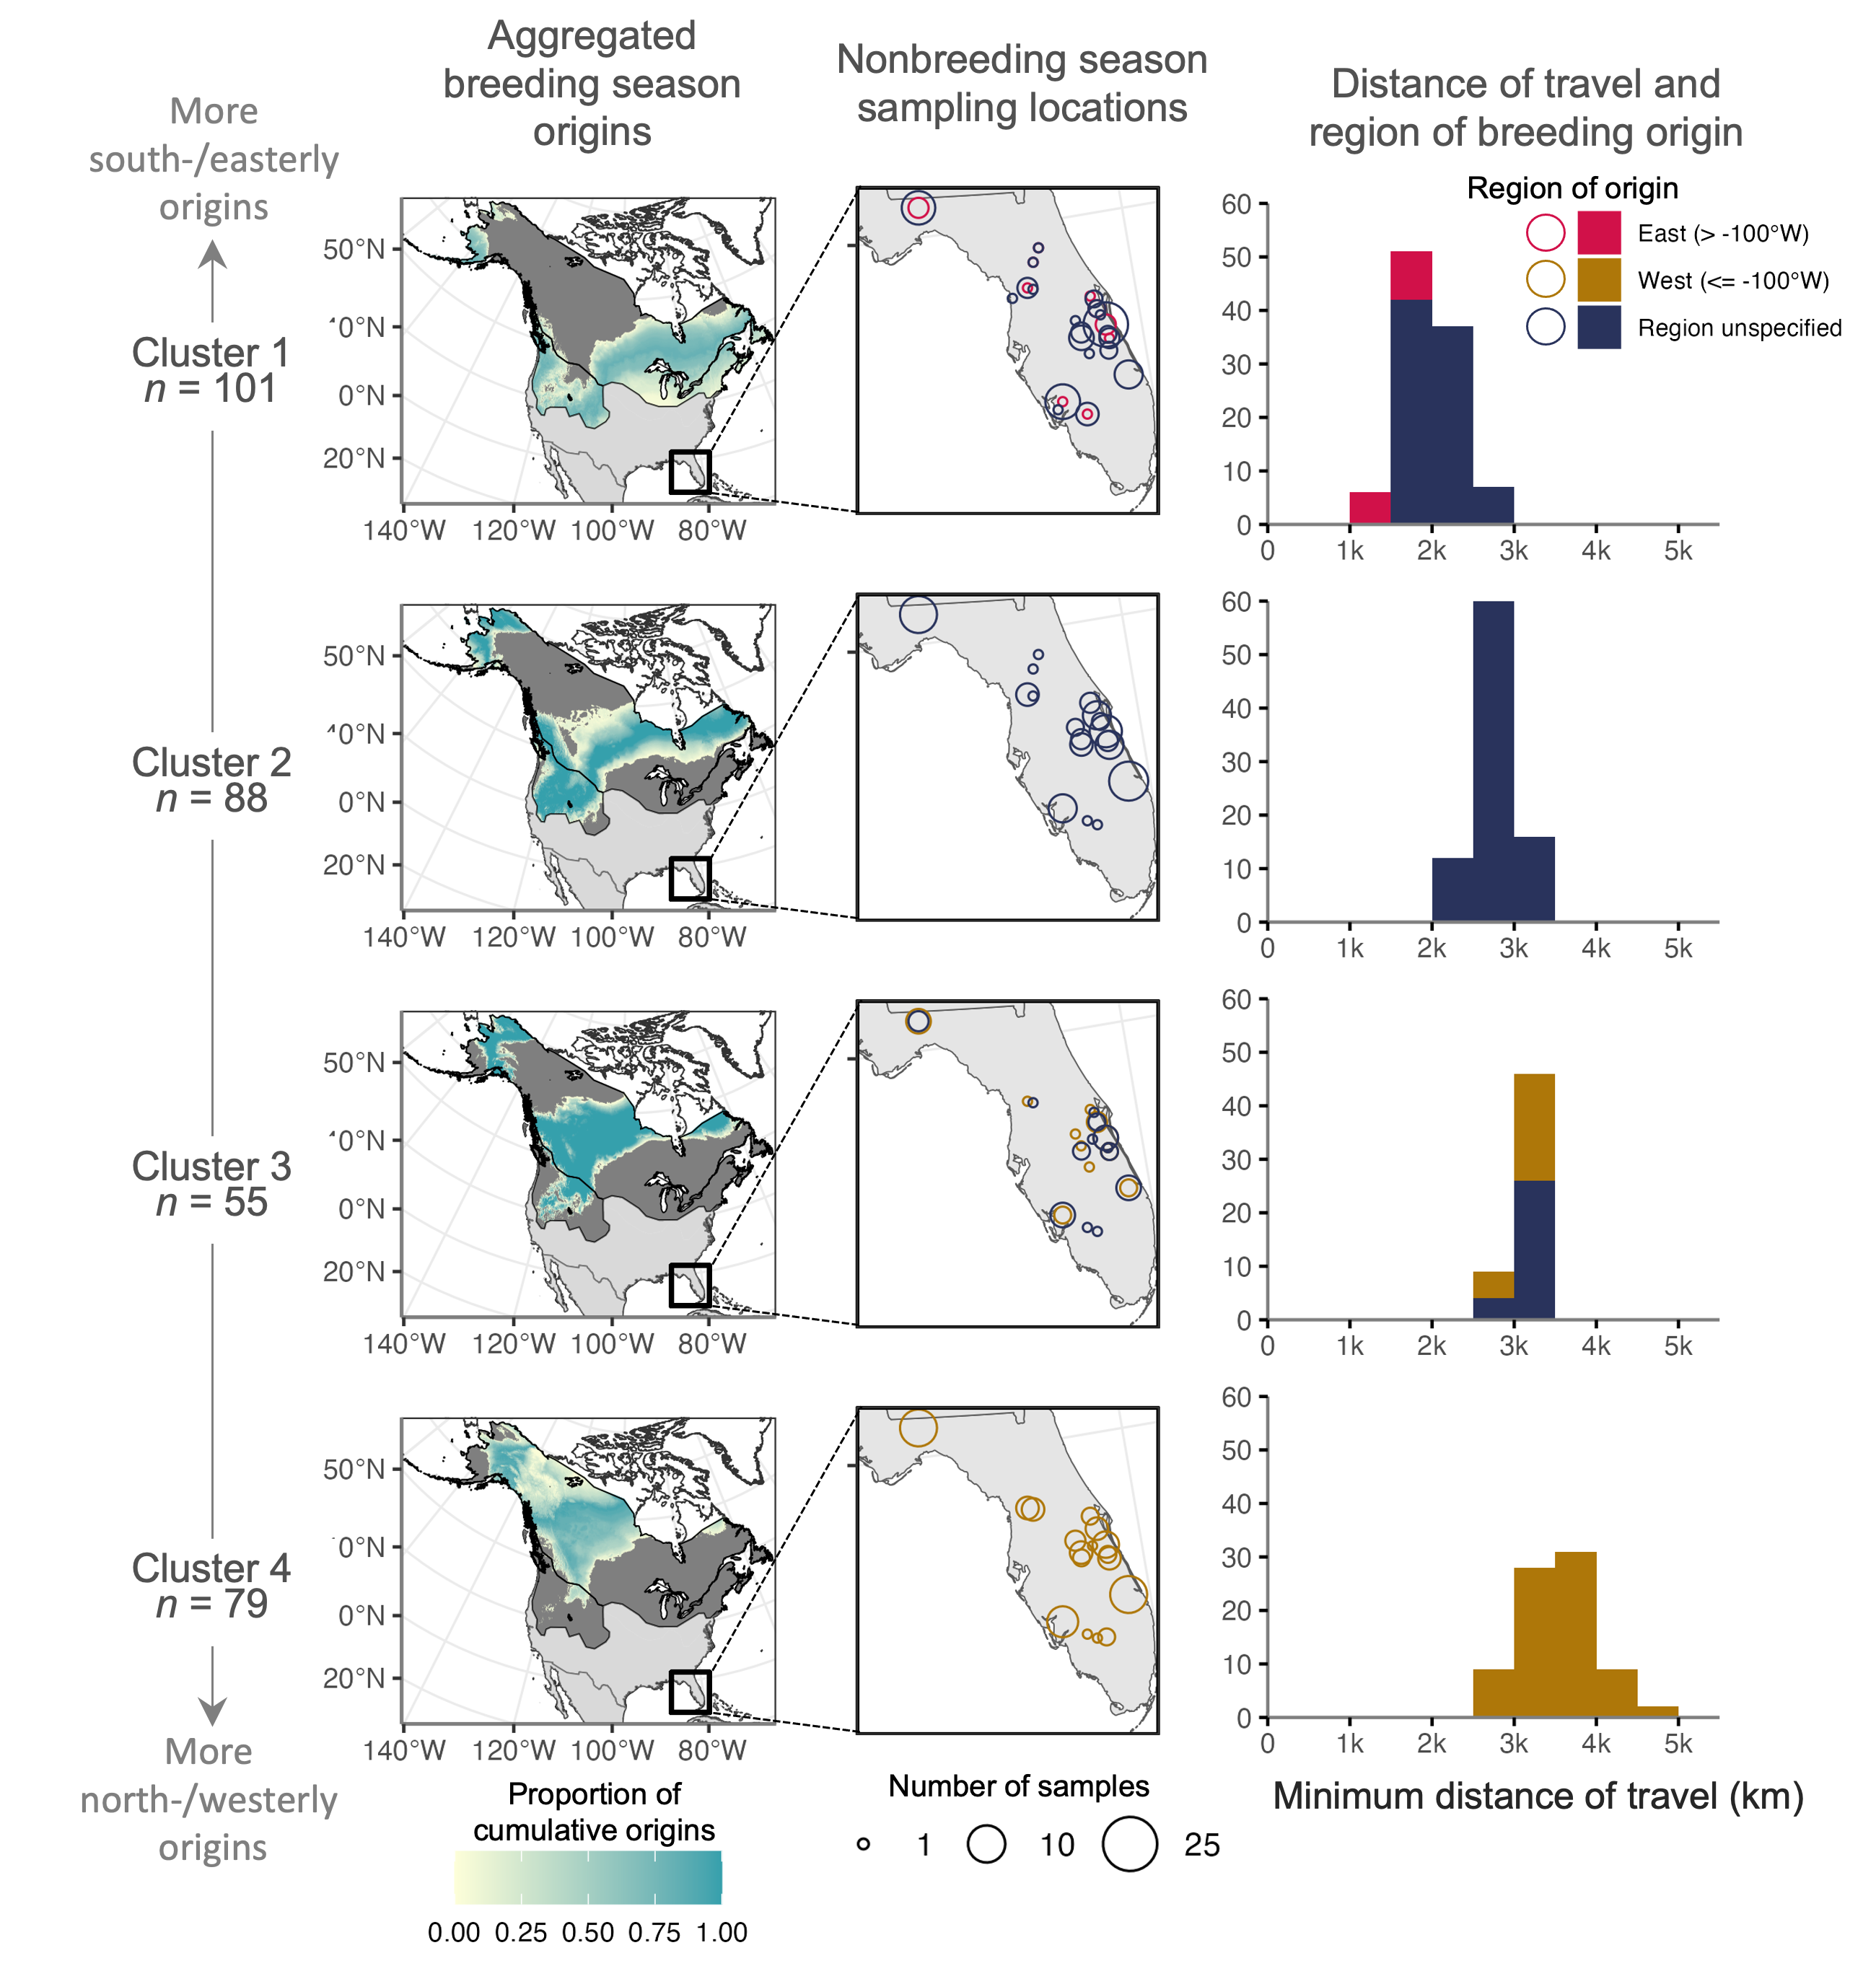 Aggregated
breeding season
origins
Nonbreeding season
sampling locations
Distance of travel and
region of breeding origin
More
south-/easterly
origins
Region of origin
East (> -100°W)
West (<= -100°W)
Region unspecified
Cluster 1
n = 101
50°N
0°N
0°N
20°N
140°W 120°W 100°W 80°W
60
50
40
30
20
10
0
0 1k 2k 3k 4k 5k
Cluster 2
n = 88
50°N
0°N
0°N
20°N
140°W 120°W 100°W 80°W
60
50
40
30
20
10
0
0 1k 2k 3k 4k 5k
Cluster 3
n = 55
50°N
0°N
0°N
20°N
140°W 120°W 100°W 80°W
60
50
40
30
20
10
0
0 1k 2k 3k 4k 5k
Cluster 4
n = 79
50°N
0°N
0°N
20°N
140°W 120°W 100°W 80°W
60
50
40
30
20
10
0
0 1k 2k 3k 4k 5k
Minimum distance of travel (km)
More
north-/westerly
origins
Proportion of
cumulative origins
0.00 0.25 0.50 0.75 1.00
Number of samples
1 10 25